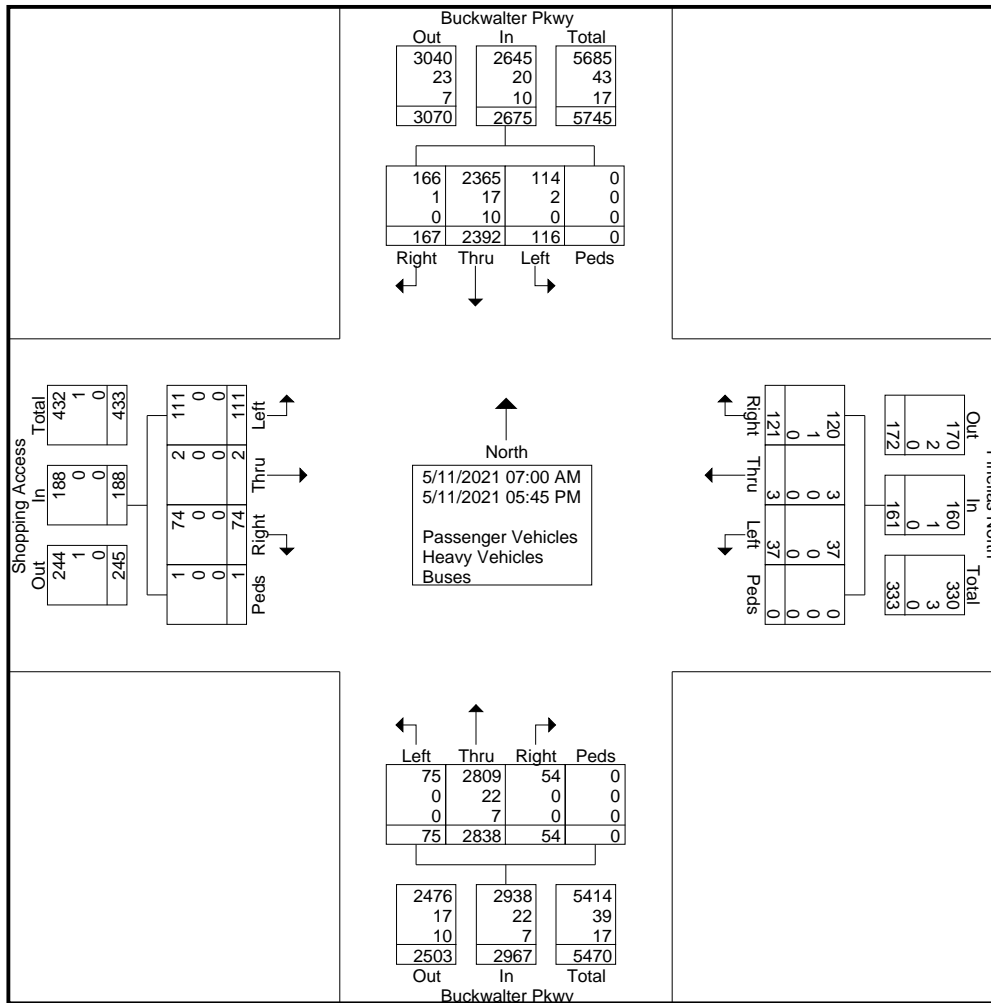 Buckwalter Pkwy
Out In Total
3040 2645 5685
23 20 43
7 10 17
3070 2675 5745
166 2365 114 0
1 17 2 0
0 10 0 0
167 2392 116 0
Right Thru Left Peds
Shopping Access
Total
432 1 0 433
In
188 0 0 188
Out
244 1 0 245
Left
111 0 0 111
Thru
2 0 0 2
Right
74 0 0 74
Peds
1 0 0 1
North
5/11/2021 07:00 AM
5/11/2021 05:45 PM
Passenger Vehicles
Heavy Vehicles
Buses
Right
120 1 0 121
Thru
3 0 0 3
Left
37 0 0 37
Peds
0 0 0 0
Out
170 2 0 172
In
160 1 0 161
Total
330 3 0 333
North
Left Thru Right Peds
75 2809 54 0
0 22 0 0
0 7 0 0
75 2838 54 0
2476 2938 5414
17 22 39
10 7 17
2503 2967 5470
Out In Total
Buckwalter Pkwy